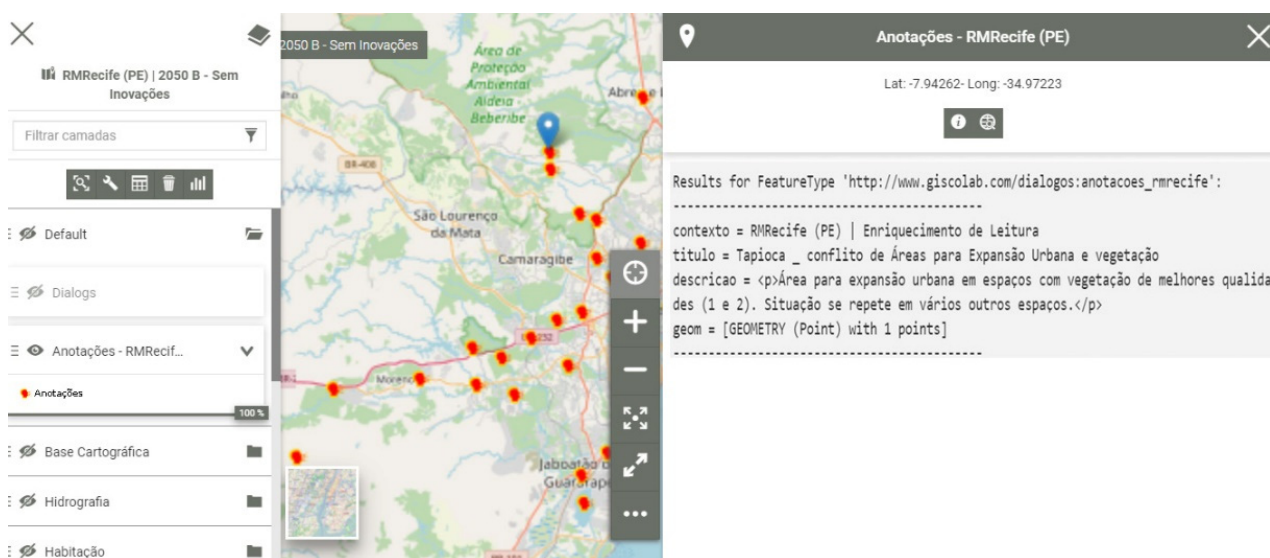 RMRecife (PE) | 2050 B - Sem
Inovações
Filtrar camadas
Default
Dialogs
Anotações - RMRecif...
Anotações
100 %
Base Cartográfica
Hidrografia
Habitação
2050 B - Sem Inovações
Área de
Proteção
Ambiental
Aldeia -
Beberibe
Abre e
BR-408
São Lourenço
da Mata
Camaragibe
Moreno
Jaboatão
Guararap
Anotações - RMRecife (PE)
Lat: -7.94262- Long: -34.97223
Results for FeatureType 'http://www.giscolab.com/dialogos:anotacoes_rmrecife':
--------------------------------------------
contexto = RMRecife (PE) | Enriquecimento de Leitura
titulo = Tapioca _ conflito de Áreas para Expansão Urbana e vegetação
descricao = <p>Área para expansão urbana em espaços com vegetação de melhores qualida
des (1 e 2). Situação se repete em vários outros espaços.</p>
geom = [GEOMETRY (Point) with 1 points]
--------------------------------------------